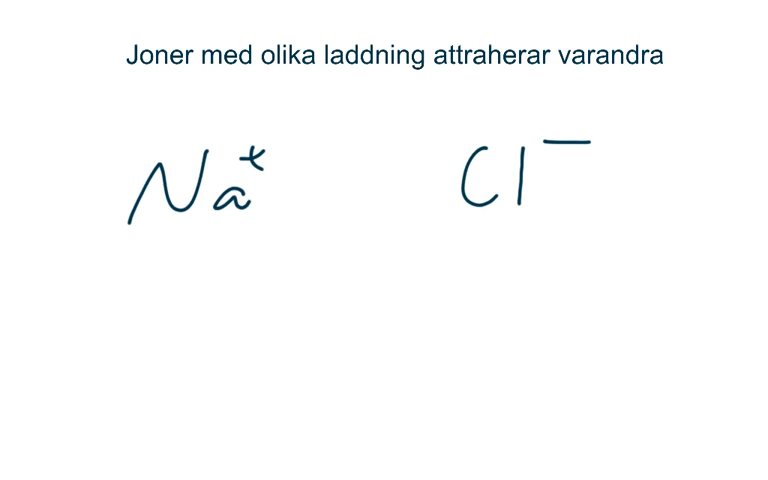 Joner med olika laddning attraherar varandra
Na⁺ Cl⁻